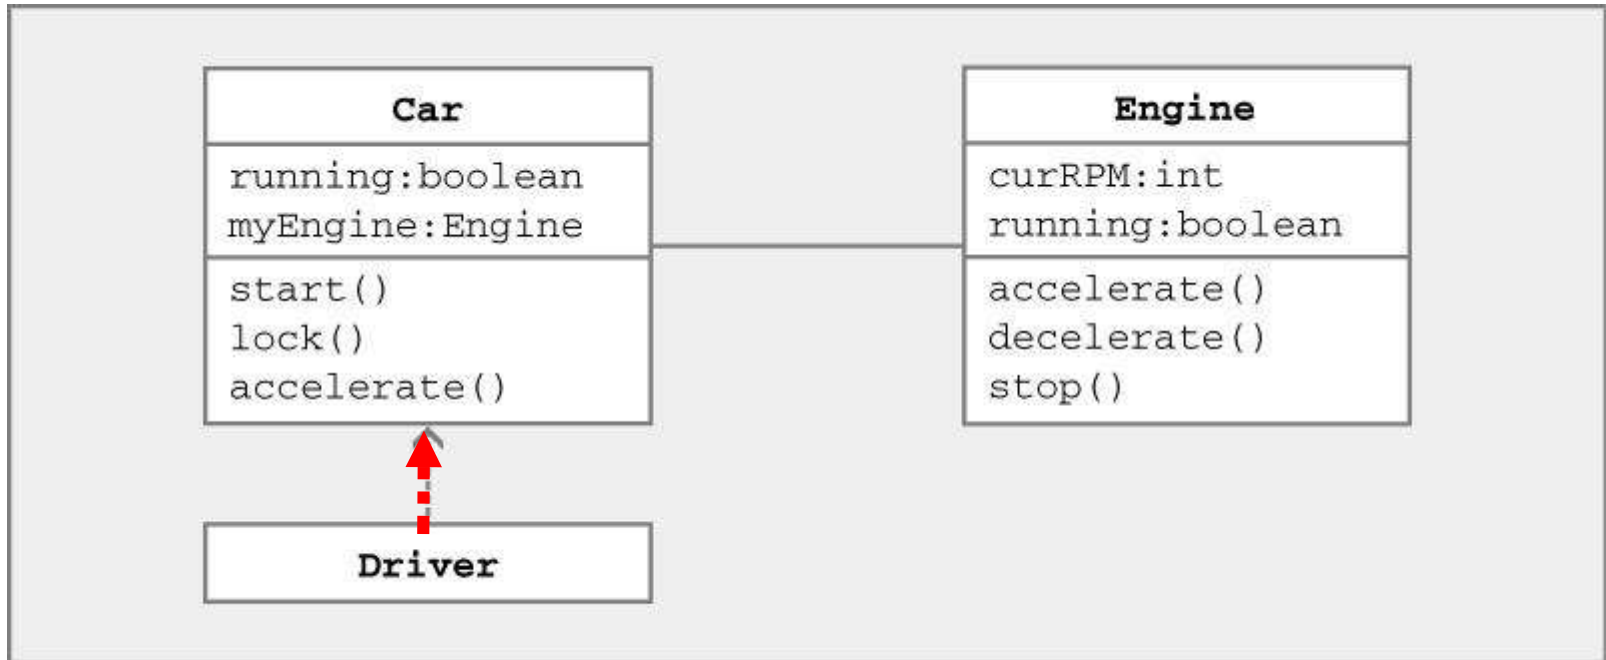 Car
running:boolean
myEngine:Engine
start()
lock()
accelerate()
Engine
curRPM:int
running:boolean
accelerate()
decelerate()
stop()
Driver